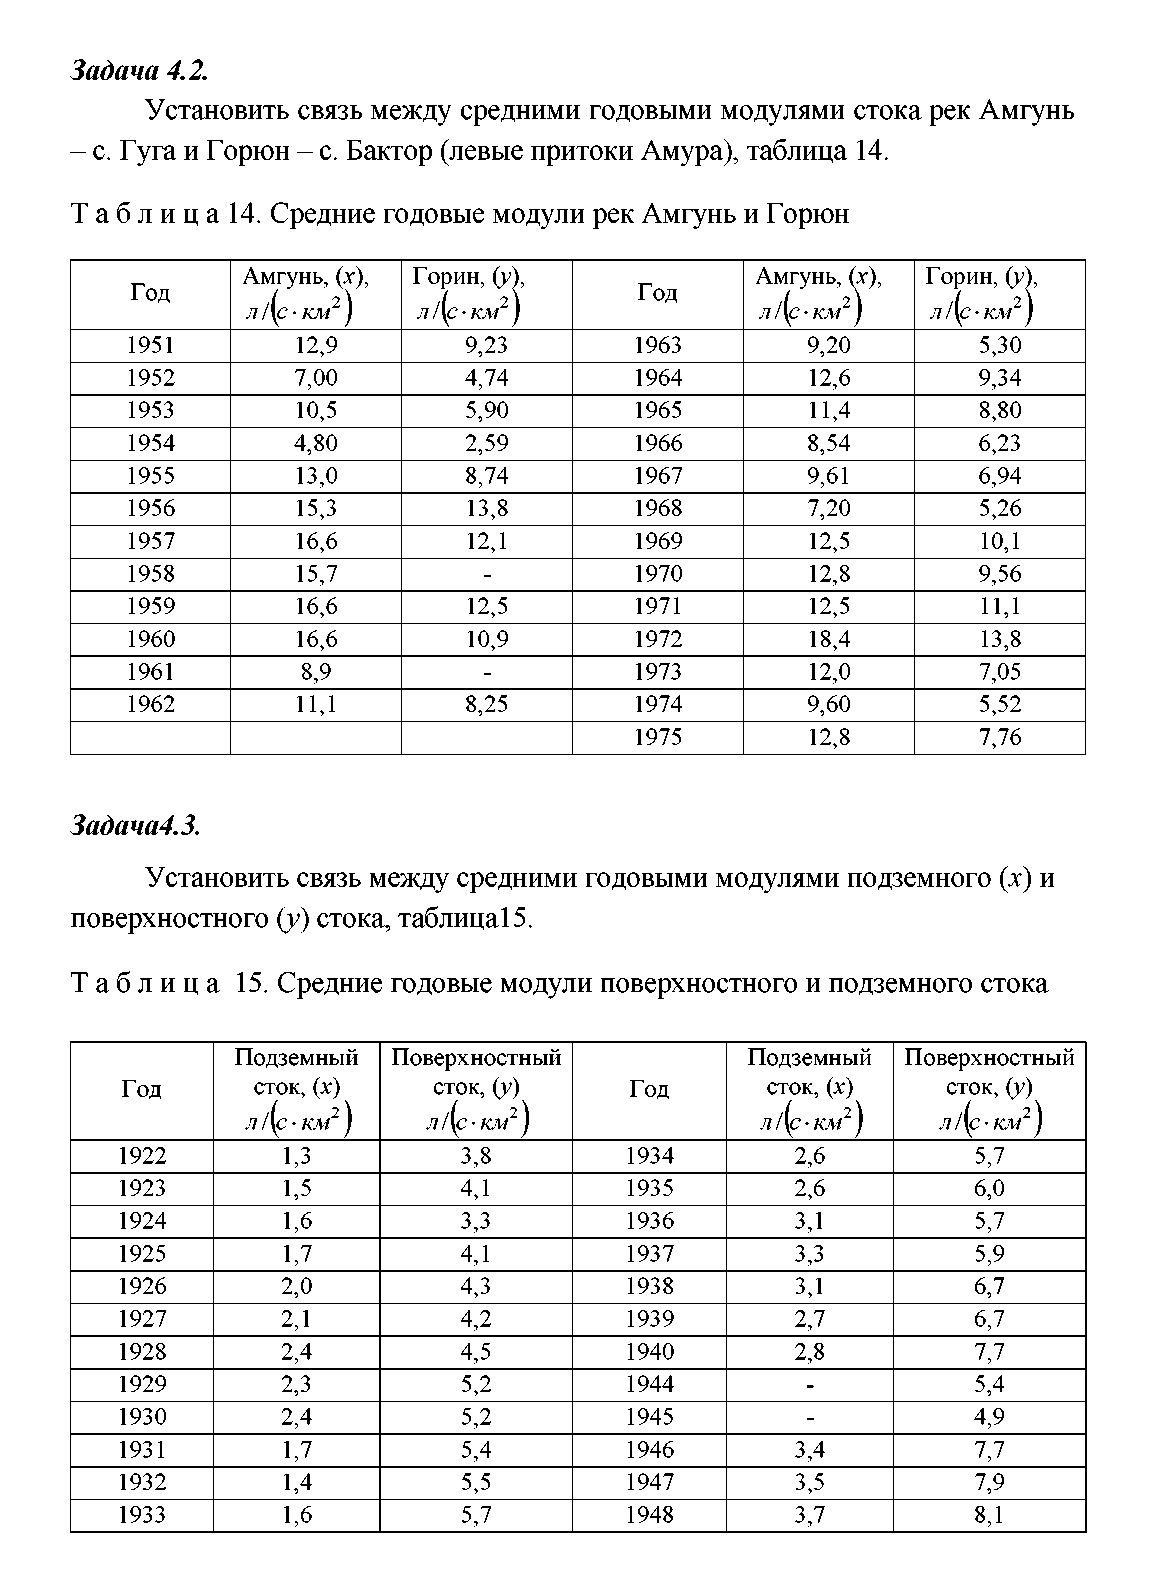 Задача 4.2.
Установить связь между средними годовыми модулями стока рек Амгунь
– с. Гуга и Горюн – с. Бактор (левые притоки Амура), таблица 14.
Т а б л и ц а 14. Средние годовые модули рек Амгунь и Горюн
Год | Амгунь, (x), л/(с·км²) | Горин, (y), л/(с·км²) | Год | Амгунь, (x), л/(с·км²) | Горин, (y), л/(с·км²)
1951 | 12,9 | 9,23 | 1963 | 9,20 | 5,30
1952 | 7,00 | 4,74 | 1964 | 12,6 | 9,34
1953 | 10,5 | 5,90 | 1965 | 11,4 | 8,80
1954 | 4,80 | 2,59 | 1966 | 8,54 | 6,23
1955 | 13,0 | 8,74 | 1967 | 9,61 | 6,94
1956 | 15,3 | 13,8 | 1968 | 7,20 | 5,26
1957 | 16,6 | 12,1 | 1969 | 12,5 | 10,1
1958 | 15,7 | - | 1970 | 12,8 | 9,56
1959 | 16,6 | 12,5 | 1971 | 12,5 | 11,1
1960 | 16,6 | 10,9 | 1972 | 18,4 | 13,8
1961 | 8,9 | - | 1973 | 12,0 | 7,05
1962 | 11,1 | 8,25 | 1974 | 9,60 | 5,52
1975 | 12,8 | 7,76
Задача4.3.
Установить связь между средними годовыми модулями подземного (x) и
поверхностного (y) стока, таблица15.
Т а б л и ц а 15. Средние годовые модули поверхностного и подземного стока
Год | Подземный сток, (x) л/(с·км²) | Поверхностный сток, (y) л/(с·км²) | Год | Подземный сток, (x) л/(с·км²) | Поверхностный сток, (y) л/(с·км²)
1922 | 1,3 | 3,8 | 1934 | 2,6 | 5,7
1923 | 1,5 | 4,1 | 1935 | 2,6 | 6,0
1924 | 1,6 | 3,3 | 1936 | 3,1 | 5,7
1925 | 1,7 | 4,1 | 1937 | 3,3 | 5,9
1926 | 2,0 | 4,3 | 1938 | 3,1 | 6,7
1927 | 2,1 | 4,2 | 1939 | 2,7 | 6,7
1928 | 2,4 | 4,5 | 1940 | 2,8 | 7,7
1929 | 2,3 | 5,2 | 1944 | - | 5,4
1930 | 2,4 | 5,2 | 1945 | - | 4,9
1931 | 1,7 | 5,4 | 1946 | 3,4 | 7,7
1932 | 1,4 | 5,5 | 1947 | 3,5 | 7,9
1933 | 1,6 | 5,7 | 1948 | 3,7 | 8,1